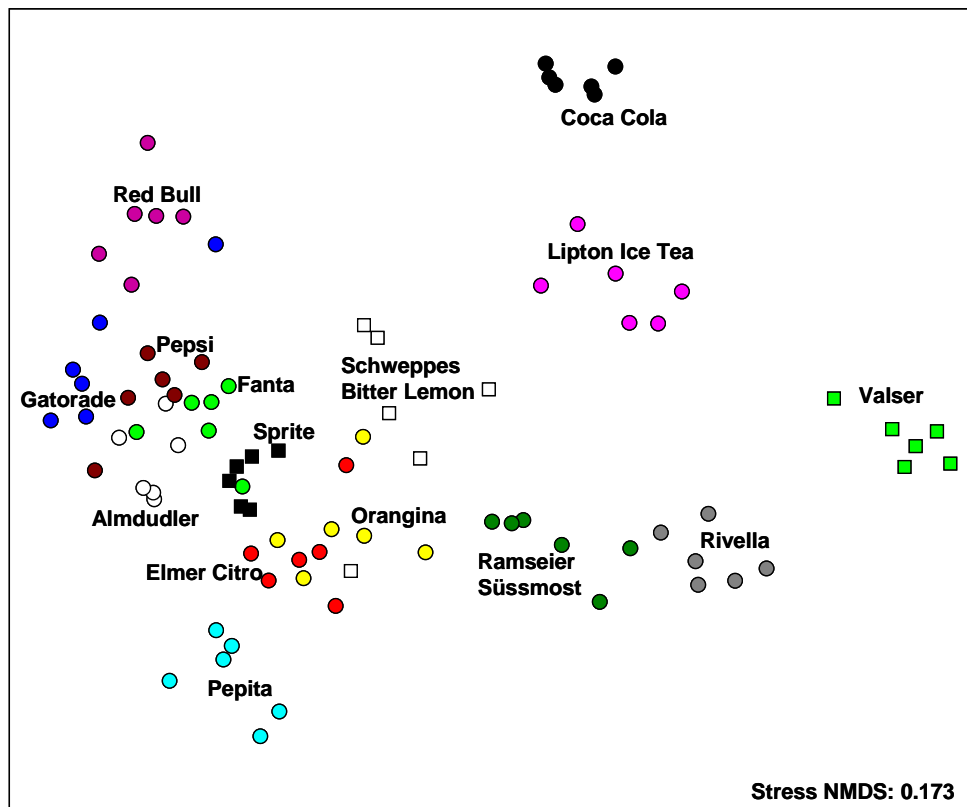 Coca Cola
Red Bull
Lipton Ice Tea
Pepsi
Schweppes
Bitter Lemon
Fanta
Gatorade
Valser
Sprite
Almdudler
Orangina
Rivella
Ramseier
Süssmost
Elmer Citro
Pepita
Stress NMDS: 0.173